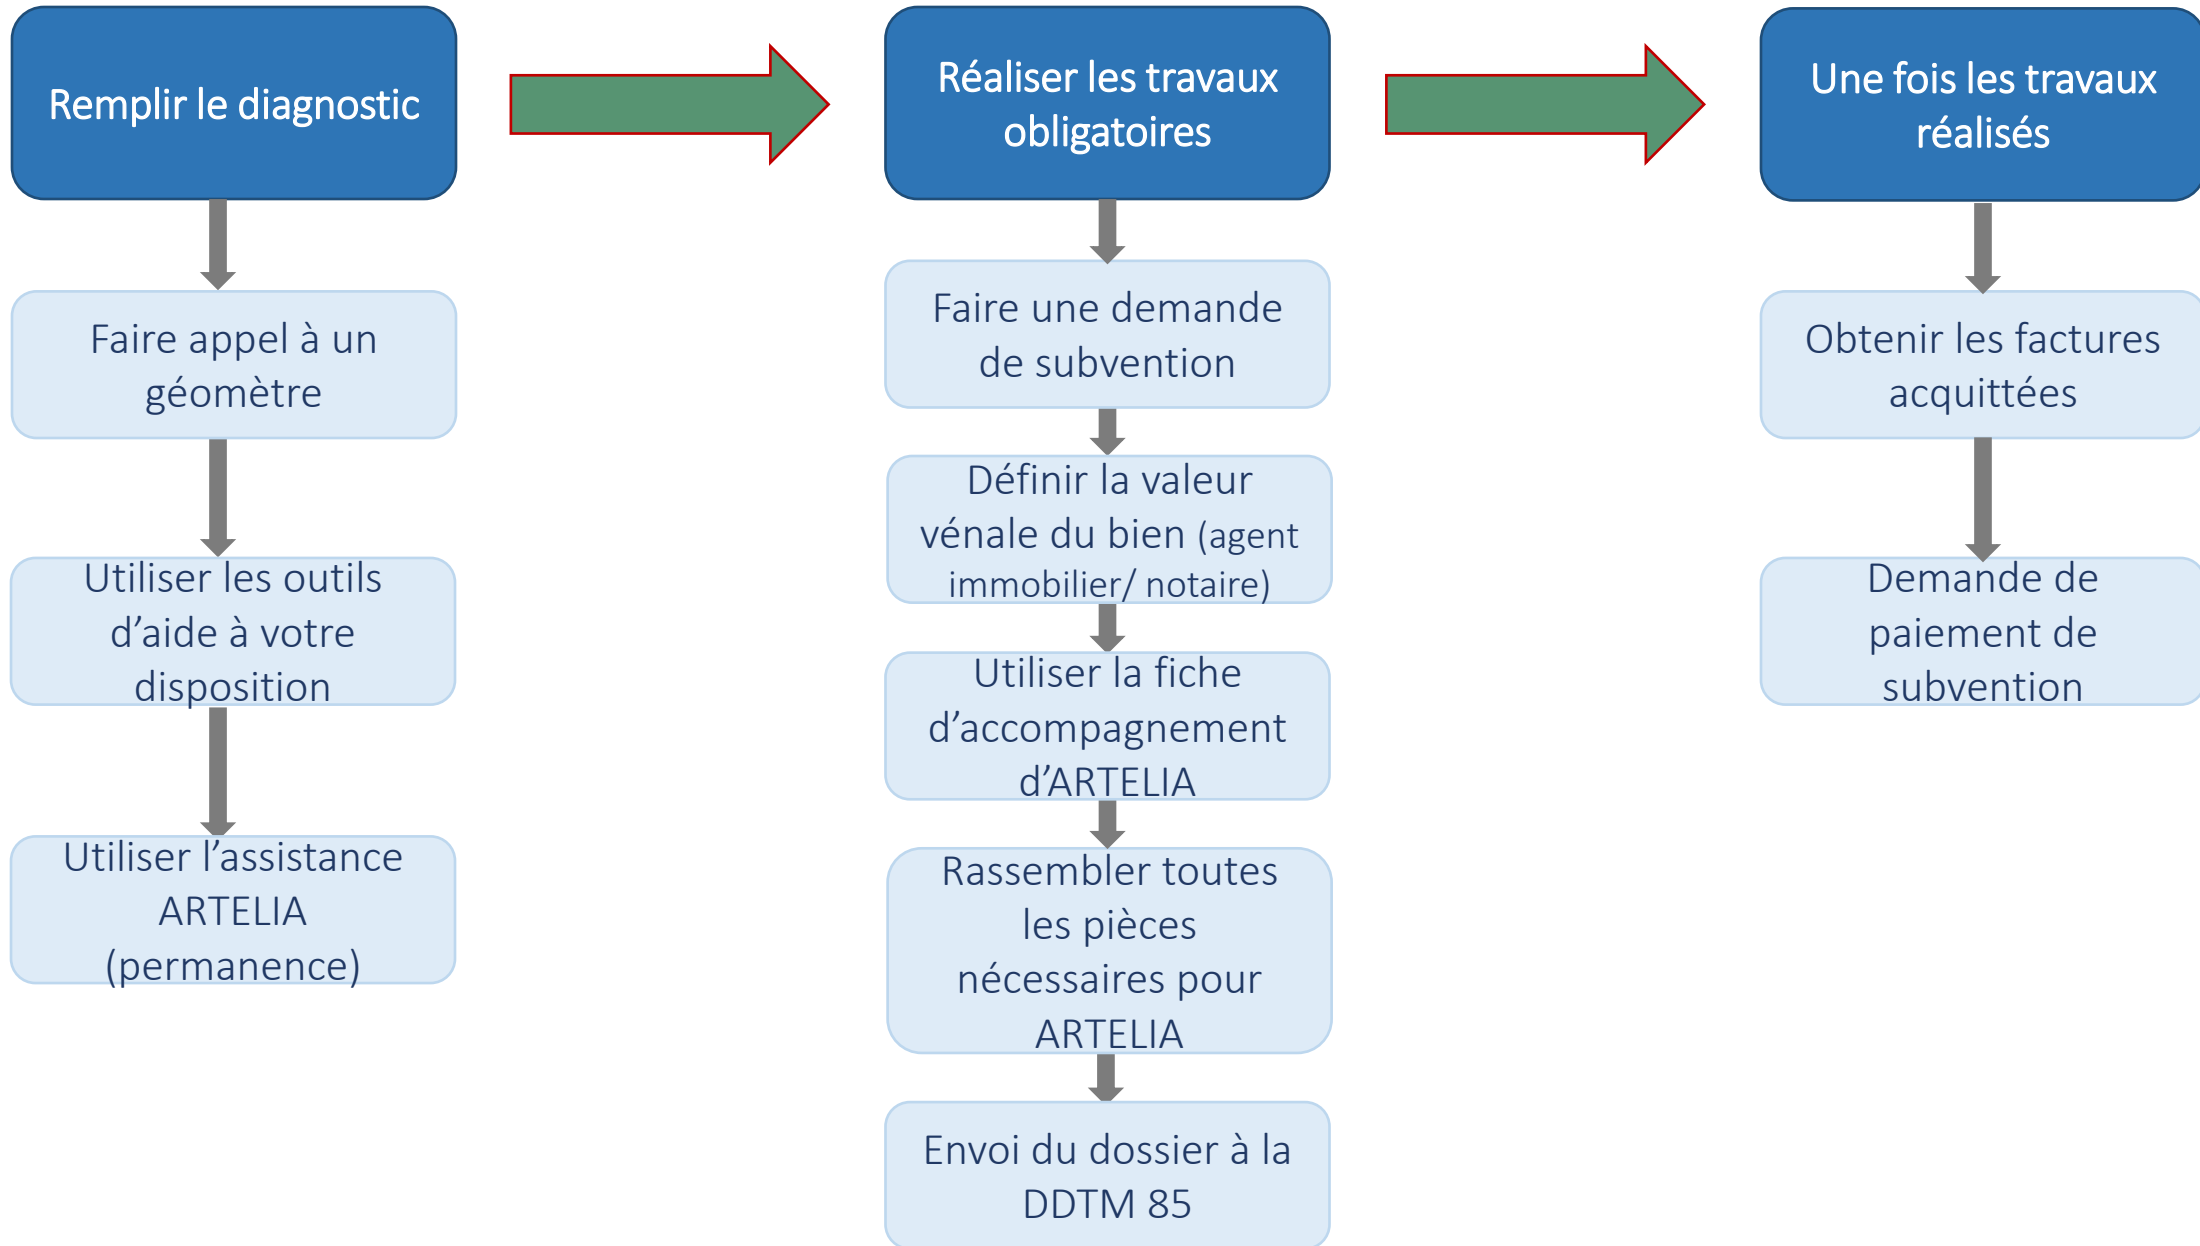 Remplir le diagnostic
Faire appel à un
géomètre
Utiliser les outils
d’aide à votre
disposition
Utiliser l’assistance
ARTELIA
(permanence)
Réaliser les travaux
obligatoires
Faire une demande
de subvention
Définir la valeur
vénale du bien (agent
immobilier/ notaire)
Utiliser la fiche
d’accompagnement
d’ARTELIA
Rassembler toutes
les pièces
nécessaires pour
ARTELIA
Envoi du dossier à la
DDTM 85
Une fois les travaux
réalisés
Obtenir les factures
acquittées
Demande de
paiement de
subvention